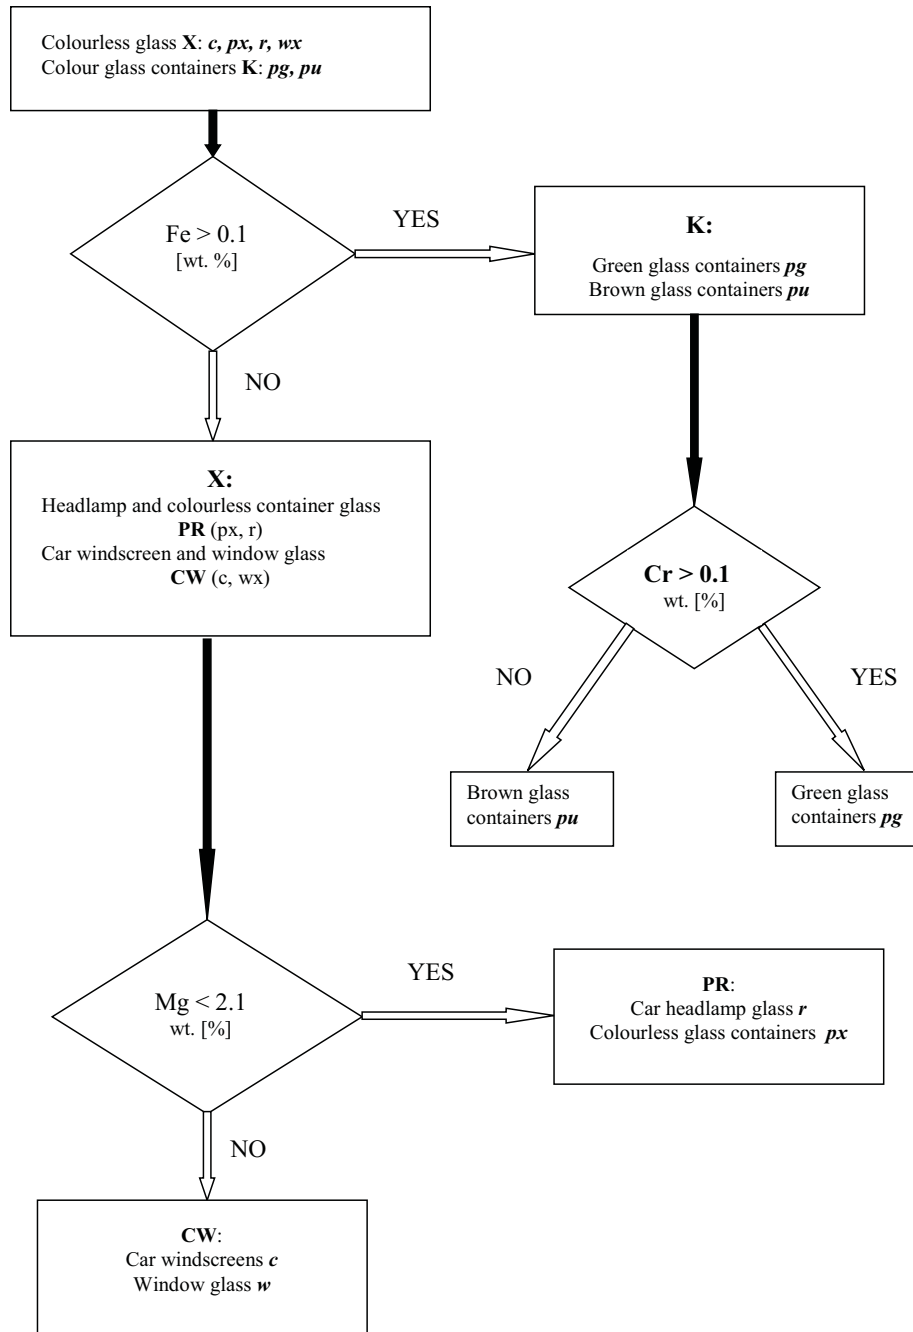 Colourless glass X: c, px, r, wx
Colour glass containers K: pg, pu
Fe > 0.1
[wt. %]
YES
K:
Green glass containers pg
Brown glass containers pu
NO
X:
Headlamp and colourless container glass
PR (px, r)
Car windscreen and window glass
CW (c, wx)
Cr > 0.1
wt. [%]
NO
YES
Brown glass
containers pu
Green glass
containers pg
Mg < 2.1
wt. [%]
YES
PR:
Car headlamp glass r
Colourless glass containers px
NO
CW:
Car windscreens c
Window glass w